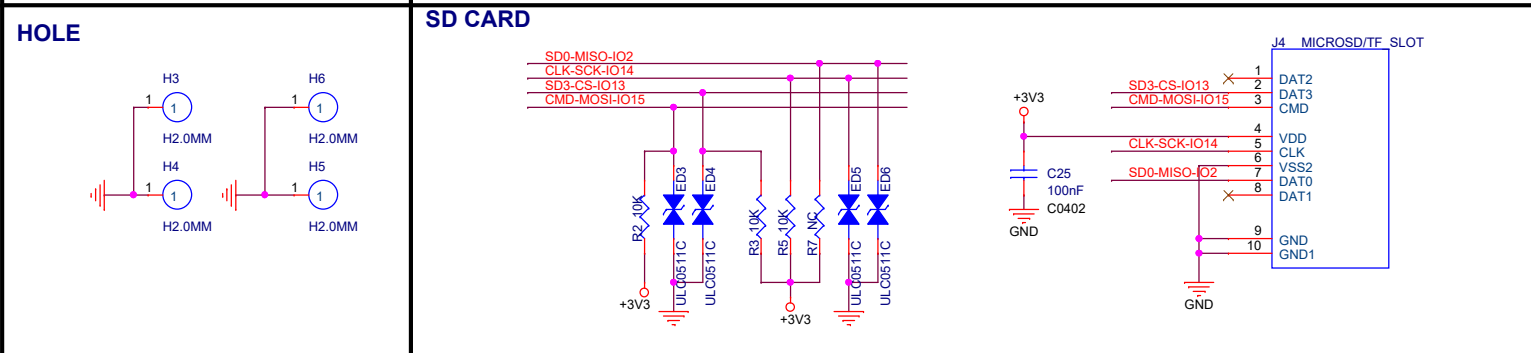 HOLE
H3
1
1
H2.0MM
H6
1
1
H2.0MM
H4
1
1
H2.0MM
H5
1
1
H2.0MM
SD CARD
SD0-MISO-IO2
CLK-SCK-IO14
SD3-CS-IO13
CMD-MOSI-IO15
R2 10K
+3V3
ED3
ULC0511C
ED4
ULC0511C
R3 10K
R5 10K
R7 NC
+3V3
ED5
ULC0511C
ED6
ULC0511C
+3V3
C25
100nF
C0402
GND
J4 MICROSD/TF_SLOT
1 DAT2
SD3-CS-IO13 2 DAT3
CMD-MOSI-IO15 3 CMD
4 VDD
CLK-SCK-IO14 5 CLK
6 VSS2
SD0-MISO-IO2 7 DAT0
8 DAT1
9 GND
10 GND1
GND